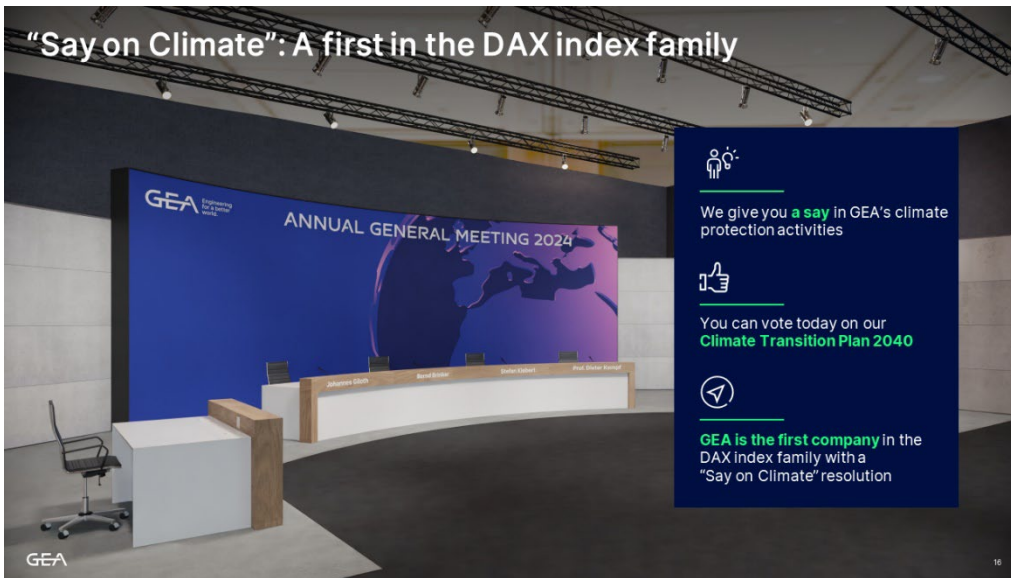 “Say on Climate”: A first in the DAX index family
GEA Engineering
for a better
world.
ANNUAL GENERAL MEETING 2024
Johannes Giloth
Bernd Brinker
Stefan Klebert
Prof. Dieter Kempf
We give you a say in GEA’s climate
protection activities
You can vote today on our
Climate Transition Plan 2040
GEA is the first company in the
DAX index family with a
“Say on Climate” resolution
GEA
16